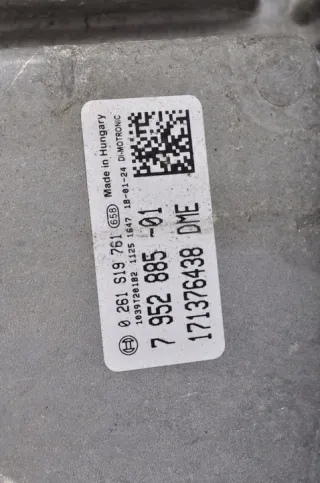 0 261 S19 761 658 Made in Hungary
1039T20182 1125 1647 18-01-24 DI-MOTRONIC
7 952 885 -01
171376438 DME